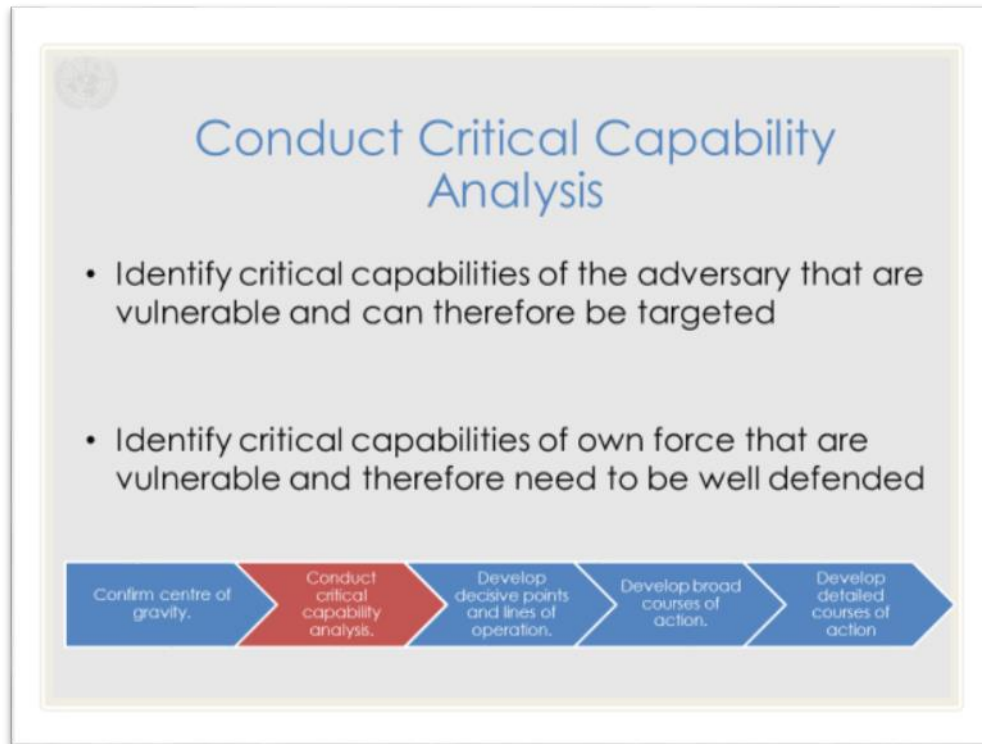 Conduct Critical Capability
Analysis
• Identify critical capabilities of the adversary that are
vulnerable and can therefore be targeted
• Identify critical capabilities of own force that are
vulnerable and therefore need to be well defended
Confirm centre of
gravity.
Conduct
critical
capability
analysis.
Develop
decisive points
and lines of
operation.
Develop broad
courses of
action.
Develop
detailed
courses of
action